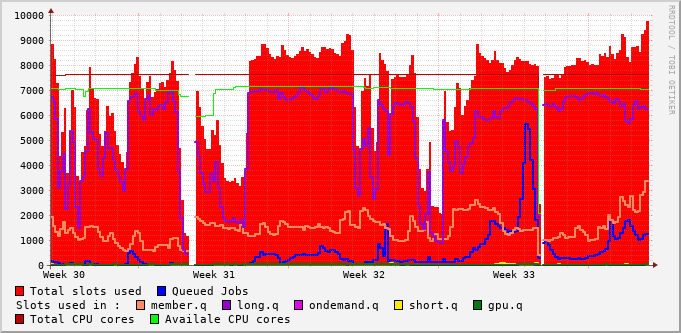 10000
9000
8000
7000
6000
5000
4000
3000
2000
1000
0
Week 30 Week 31 Week 32 Week 33
Total slots used Queued Jobs
Slots used in : member.q long.q ondemand.q short.q gpu.q
Total CPU cores Availale CPU cores
RRDTOOL / TOBI OETIKER